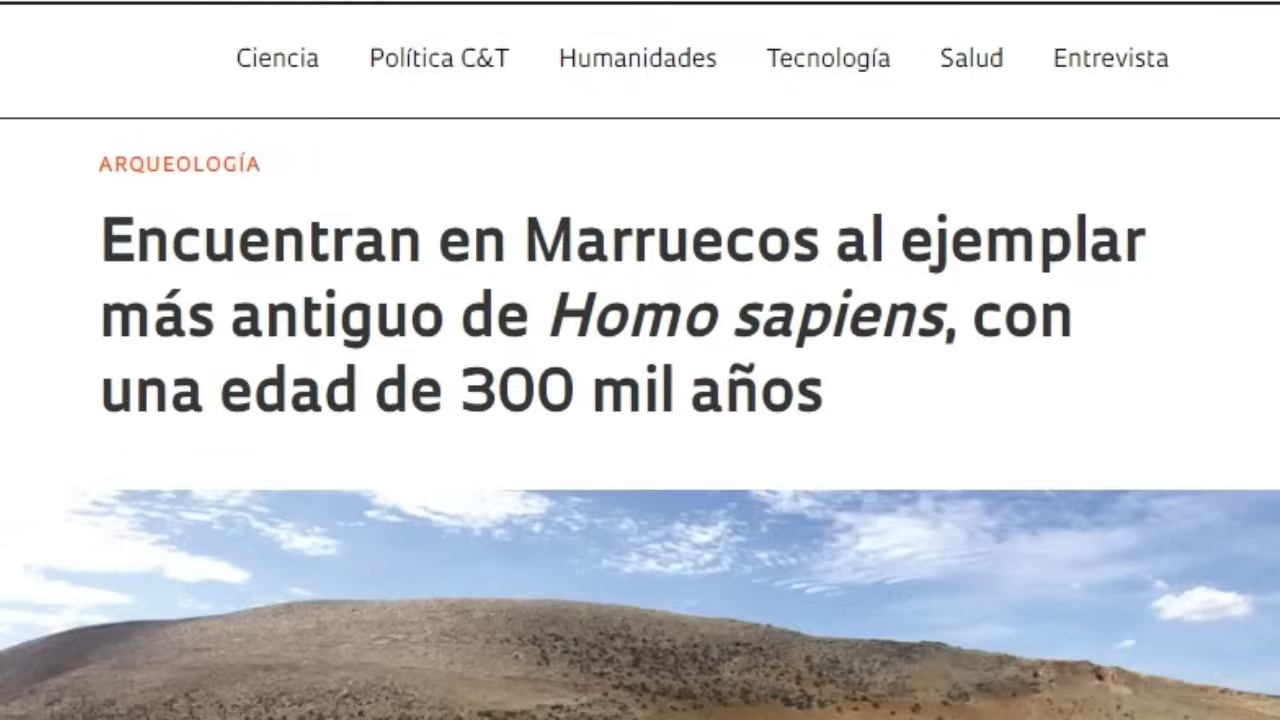 Ciencia Política C&T Humanidades Tecnología Salud Entrevista
ARQUEOLOGÍA
Encuentran en Marruecos al ejemplar
más antiguo de Homo sapiens, con
una edad de 300 mil años